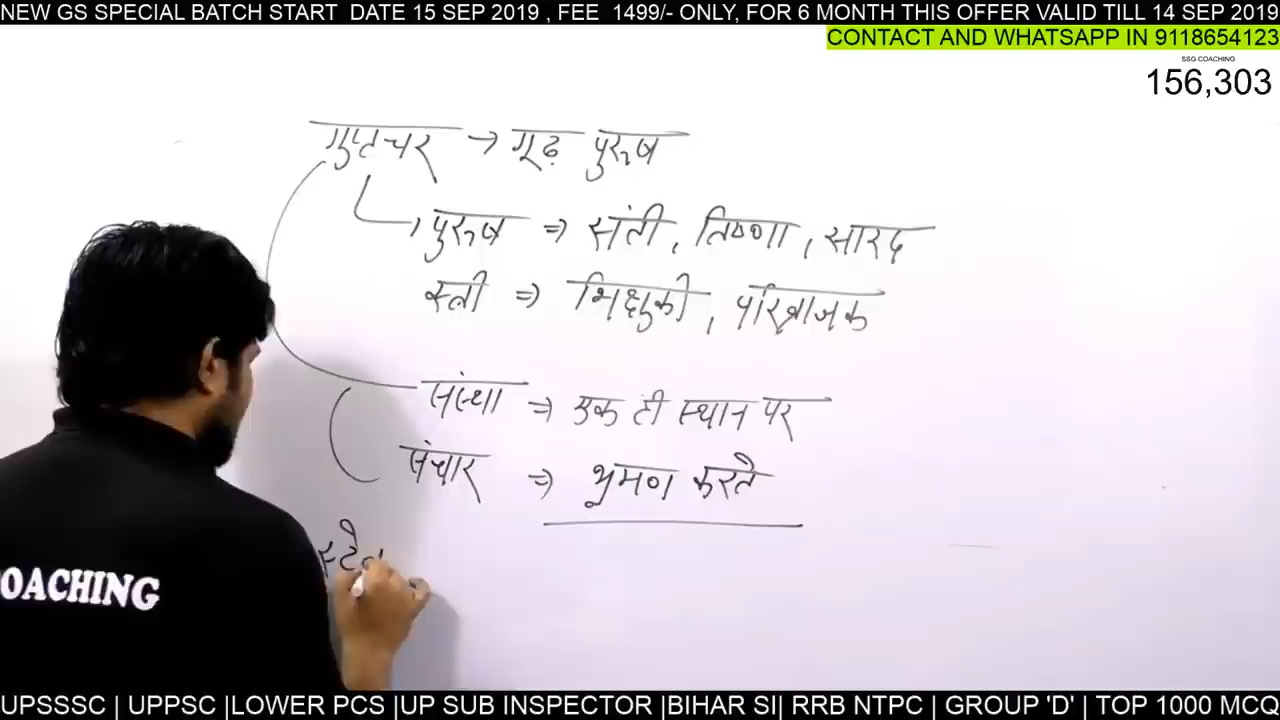 NEW GS SPECIAL BATCH START DATE 15 SEP 2019 , FEE 1499/- ONLY, FOR 6 MONTH THIS OFFER VALID TILL 14 SEP 2019
CONTACT AND WHATSAPP IN 9118654123
SSG COACHING
156,303
गुप्तचर → गूढ़ पुरुष
पुरुष ⇒ संती, तिष्णा, सारद
स्त्री ⇒ भिक्षुकी, परिव्राजक
संस्था ⇒ एक ही स्थान पर
संचार ⇒ भ्रमण करते
OACHING
UPSSSC | UPPSC |LOWER PCS |UP SUB INSPECTOR |BIHAR SI| RRB NTPC | GROUP 'D' | TOP 1000 MCQ